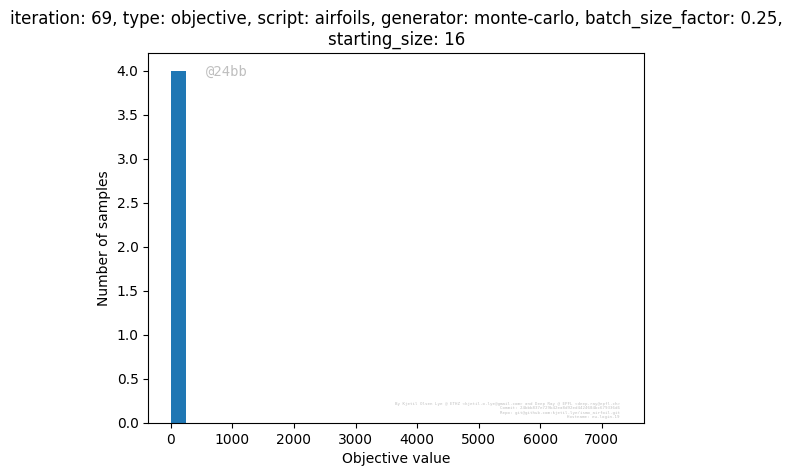 iteration: 69, type: objective, script: airfoils, generator: monte-carlo, batch_size_factor: 0.25,
starting_size: 16
@24bb
4.0
3.5
3.0
2.5
2.0
1.5
1.0
0.5
0.0
Number of samples
0 1000 2000 3000 4000 5000 6000 7000
Objective value